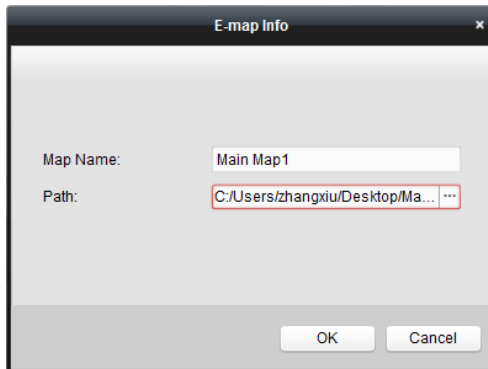 E-map Info
Map Name: Main Map1
Path: C:/Users/zhangxiu/Desktop/Ma... ...
OK Cancel